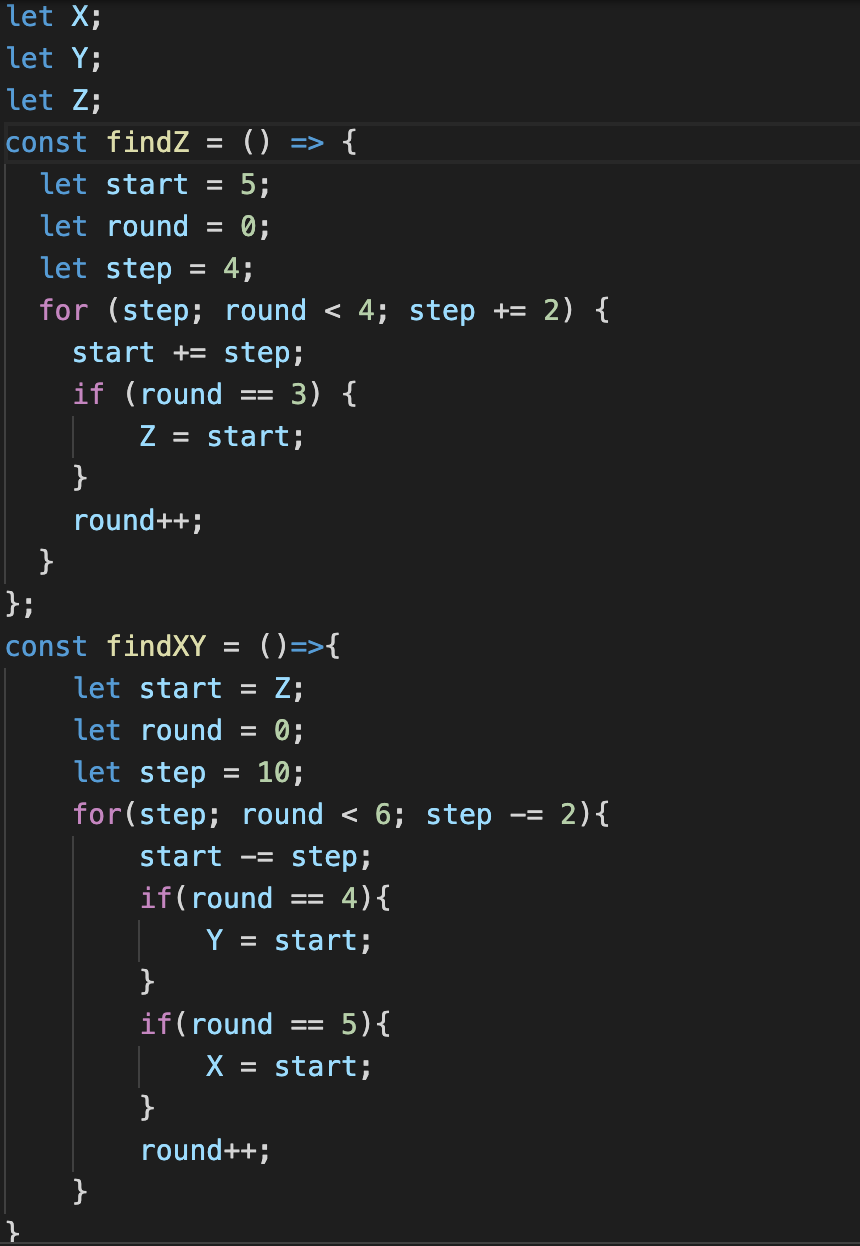 let X;
let Y;
let Z;
const findZ = () => {
  let start = 5;
  let round = 0;
  let step = 4;
  for (step; round < 4; step += 2) {
    start += step;
    if (round == 3) {
        Z = start;
    }
    round++;
  }
};
const findXY = ()=>{
    let start = Z;
    let round = 0;
    let step = 10;
    for(step; round < 6; step -= 2){
        start -= step;
        if(round == 4){
            Y = start;
        }
        if(round == 5){
            X = start;
        }
        round++;
    }
}